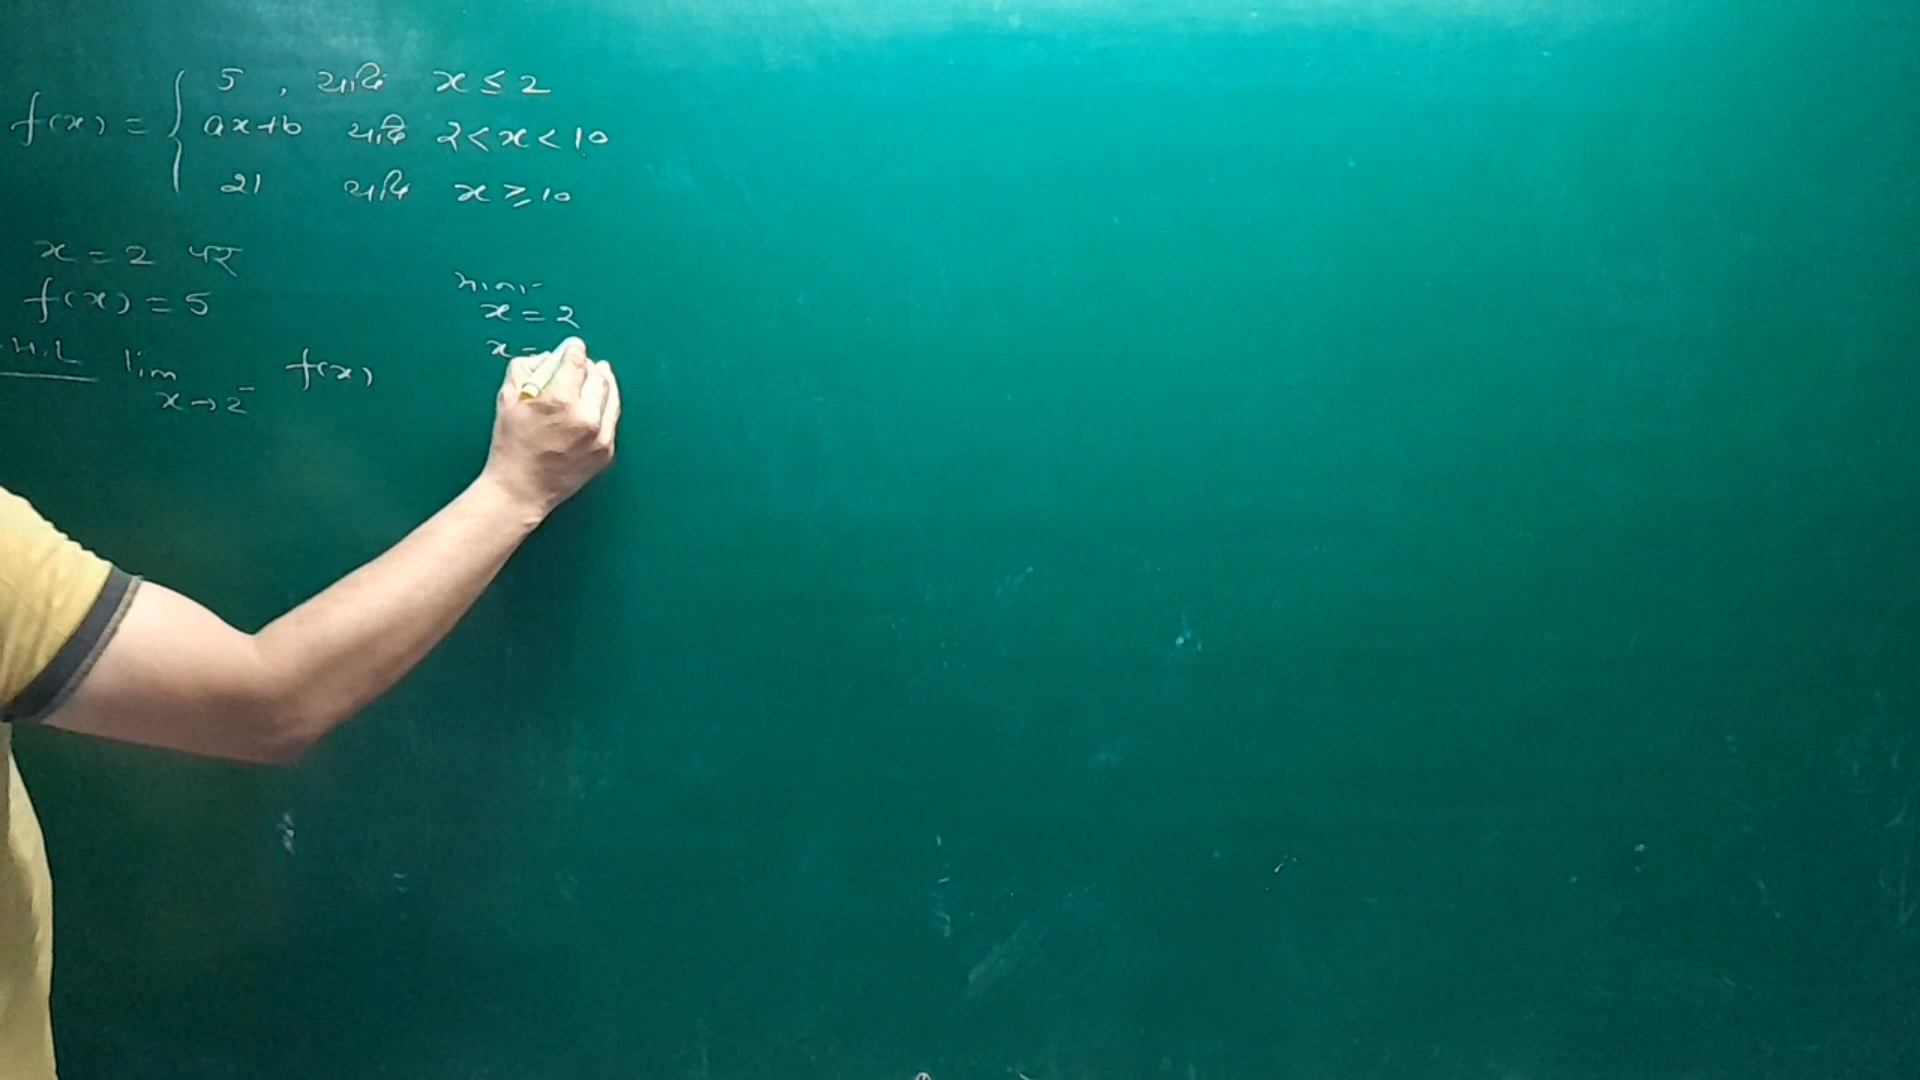 f(x) = { 5 , यदि x ≤ 2
ax+b यदि 2 < x < 10
21 यदि x ≥ 10
x = 2 पर
f(x) = 5
H.L lim x→2⁻ f(x)
x = 2
x =